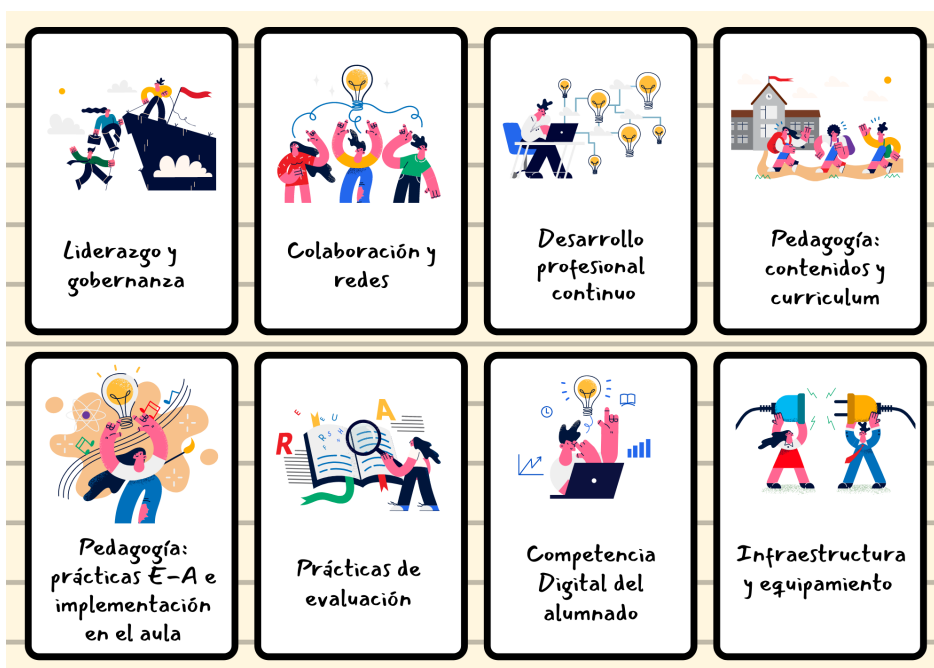 Liderazgo y
gobernanza
Colaboración y
redes
Desarrollo
profesional
continuo
Pedagogía:
contenidos y
curriculum
Pedagogía:
prácticas E-A e
implementación
en el aula
R
E
E
U
R
S
H
A
R
Prácticas de
evaluación
Competencia
Digital del
alumnado
Infraestructura
y equipamiento